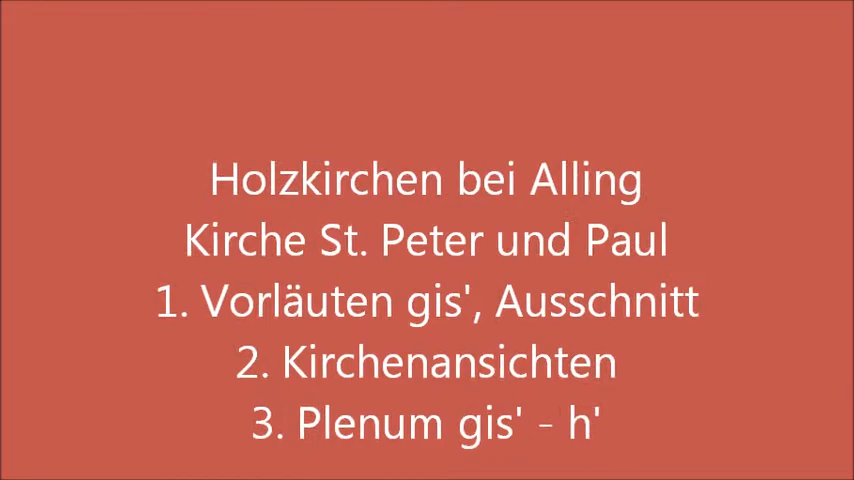 Holzkirchen bei Alling
Kirche St. Peter und Paul
1. Vorläuten gis', Ausschnitt
2. Kirchenansichten
3. Plenum gis' - h'